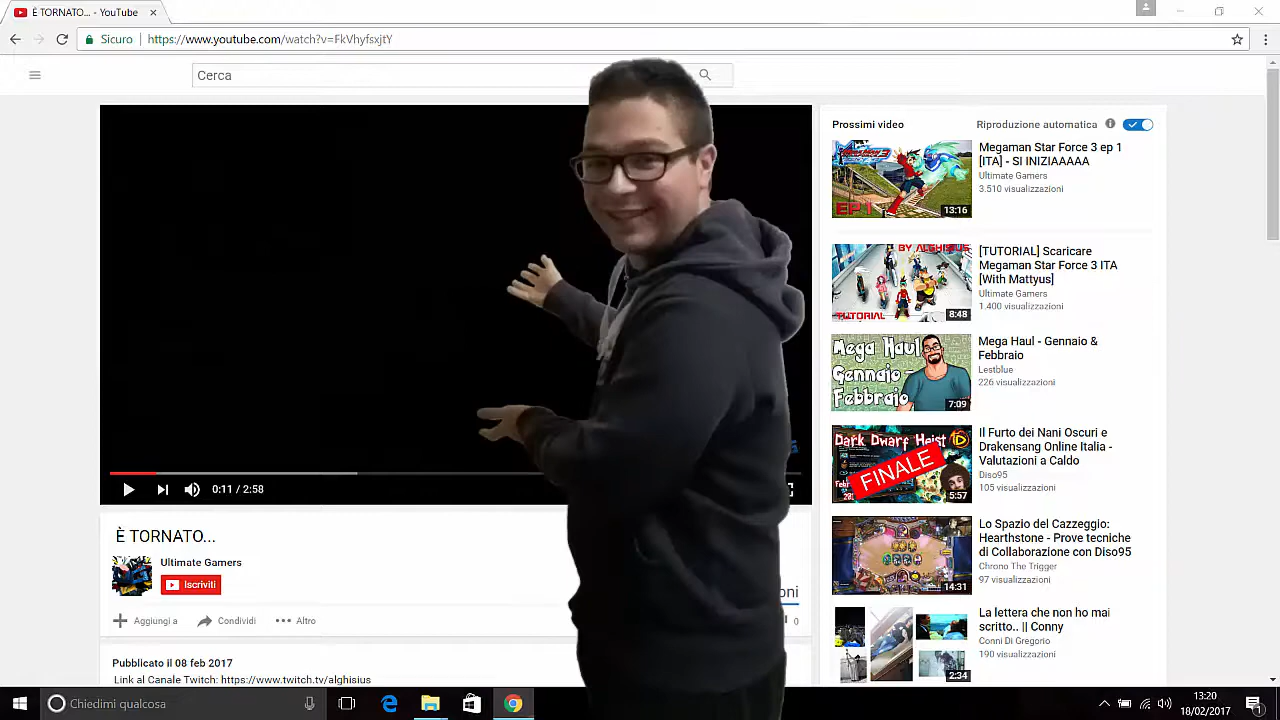 È TORNATO... - YouTube
Sicuro
https://www.youtube.com/watch?v=FkVhyfsxjtY
Cerca
0:11 / 2:58
È TORNATO...
Ultimate Gamers
Iscriviti
oni
Aggiungi a
Condividi
Altro
0
Pubblicato il 08 feb 2017
Link al Canale Twitch: https://www.twitch.tv/alghisius
Prossimi video
Riproduzione automatica
EP 1
13:16
Megaman Star Force 3 ep 1
[ITA] - SI INIZIAAAAA
Ultimate Gamers
3.510 visualizzazioni
BY ALGHISIUS
TUTORIAL
8:48
[TUTORIAL] Scaricare
Megaman Star Force 3 ITA
[With Mattyus]
Ultimate Gamers
1.400 visualizzazioni
Mega Haul
Gennaio -
Febbraio
7:09
Mega Haul - Gennaio &
Febbraio
Lestblue
226 visualizzazioni
Dark Dwarf Heist
FINALE
5:57
Il Furto dei Nani Oscuri e
Drakensang Online Italia -
Valutazioni a Caldo
Diso95
105 visualizzazioni
14:31
Lo Spazio del Cazzeggio:
Hearthstone - Prove tecniche
di Collaborazione con Diso95
Chrono The Trigger
97 visualizzazioni
2:34
La lettera che non ho mai
scritto.. || Conny
Conni Di Gregorio
190 visualizzazioni
Chiedimi qualcosa
13:20
18/02/2017